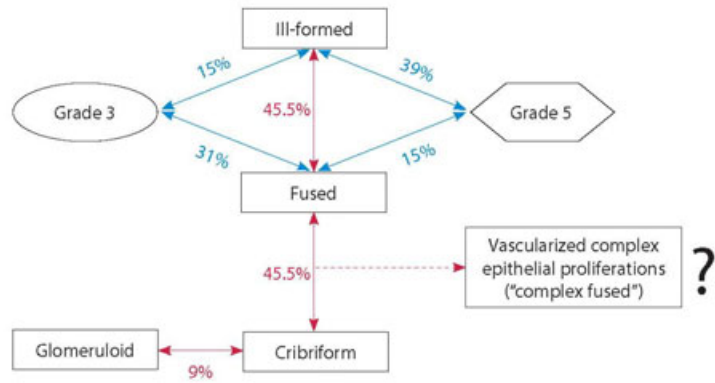 Ill-formed
15%
39%
Grade 3
45.5%
Grade 5
31%
15%
Fused
Vascularized complex
epithelial proliferations
("complex fused")
?
45.5%
Glomeruloid
Cribriform
9%